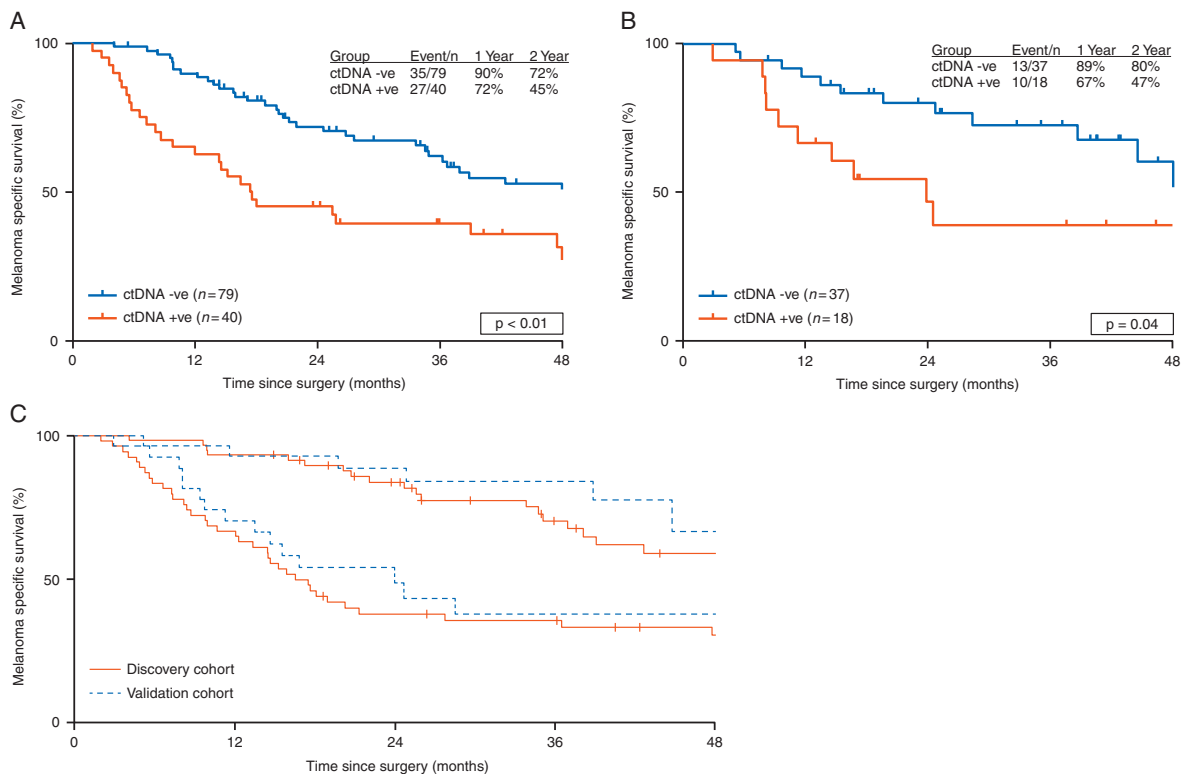 A
100
50
0
Melanoma specific survival (%)
Group Event/n 1 Year 2 Year
ctDNA -ve 35/79 90% 72%
ctDNA +ve 27/40 72% 45%
ctDNA -ve (n=79)
ctDNA +ve (n=40)
p < 0.01
0 12 24 36 48
Time since surgery (months)
B
100
50
0
Melanoma specific survival (%)
Group Event/n 1 Year 2 Year
ctDNA -ve 13/37 89% 80%
ctDNA +ve 10/18 67% 47%
ctDNA -ve (n=37)
ctDNA +ve (n=18)
p = 0.04
0 12 24 36 48
Time since surgery (months)
C
100
50
0
Melanoma specific survival (%)
Discovery cohort
Validation cohort
0 12 24 36 48
Time since surgery (months)